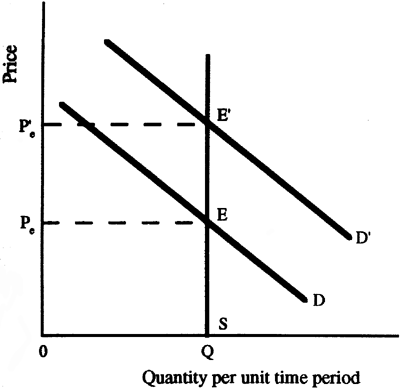 Price
E'
P'e
E
Pe
D'
D
S
0
Q
Quantity per unit time period